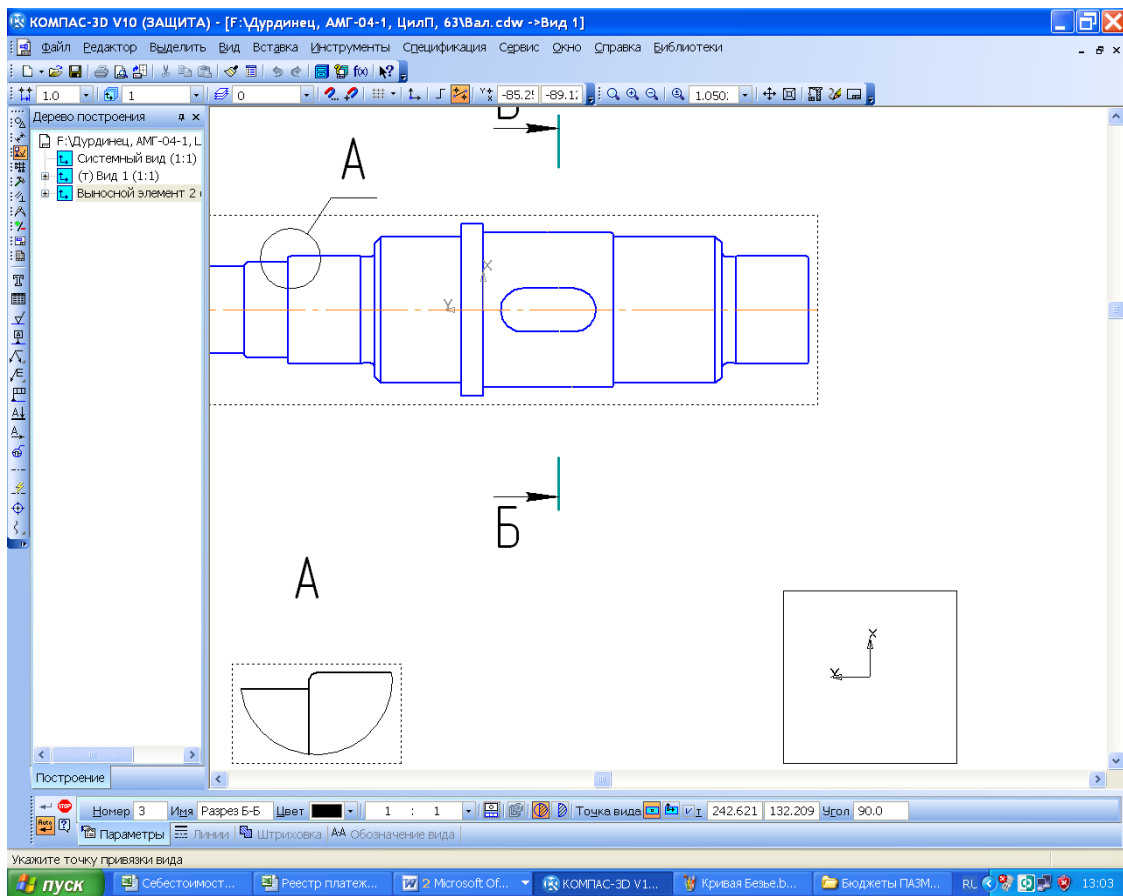 КОМПАС-3D V10 (ЗАЩИТА) - [F:\Дурдинец, АМГ-04-1, ЦилП, 63\Вал.cdw ->Вид 1]
Файл Редактор Выделить Вид Вставка Инструменты Спецификация Сервис Окно Справка Библиотеки
1.0 1 0 -85.2 -89.1 1.050
Дерево построения
F:\Дурдинец, АМГ-04-1, L
Системный вид (1:1)
(т) Вид 1 (1:1)
Выносной элемент 2
Б
А
X
Y
Б
А
X
Y
Построение
Номер 3 Имя Разрез Б-Б Цвет 1 : 1 Точка вида 242.621 132.209 Угол 90.0
Параметры Линии Штриховка Обозначение вида
Укажите точку привязки вида
пуск Себестоимост... Реестр платеж... 2 Microsoft Of... КОМПАС-3D V1... Кривая Безье.b... Бюджеты ПАЗМ... RL 13:03